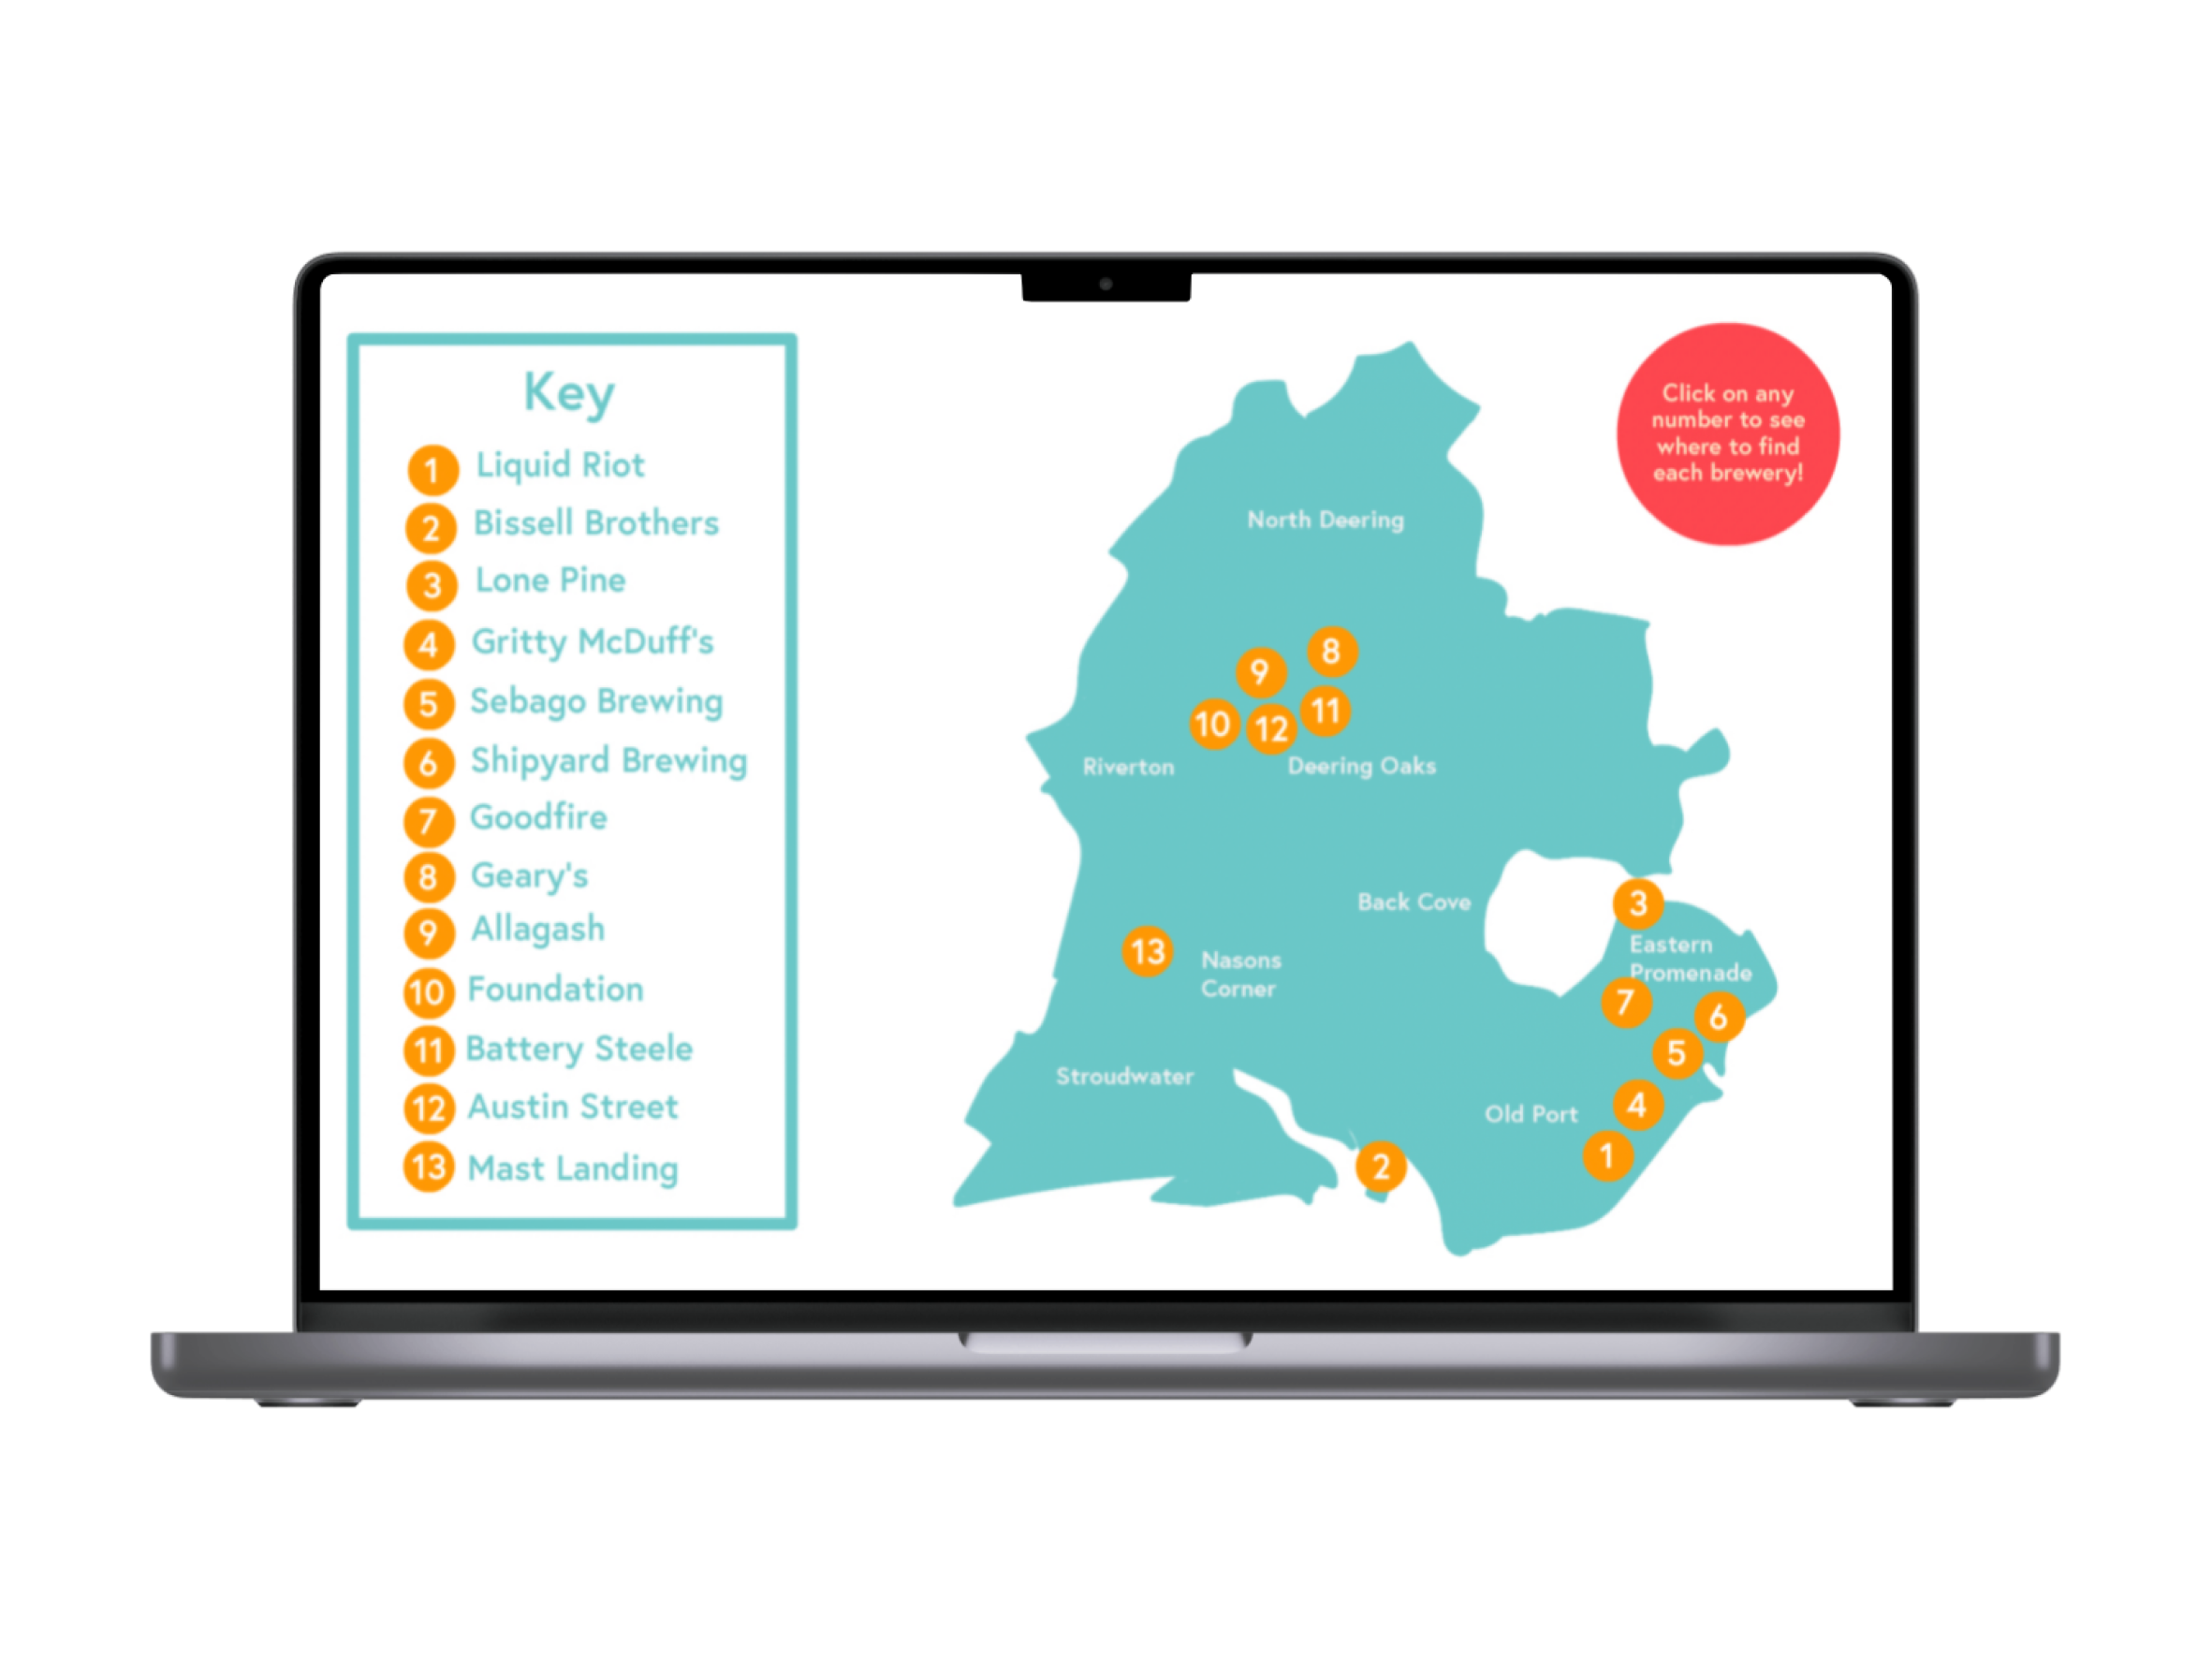 Key
1 Liquid Riot
2 Bissell Brothers
3 Lone Pine
4 Gritty McDuff's
5 Sebago Brewing
6 Shipyard Brewing
7 Goodfire
8 Geary's
9 Allagash
10 Foundation
11 Battery Steele
12 Austin Street
13 Mast Landing
Click on any
number to see
where to find
each brewery!
North Deering
8
9
11
10
12
Riverton
Deering Oaks
Back Cove
3
Eastern
Promenade
13
Nasons
Corner
7
6
5
Stroudwater
4
Old Port
1
2